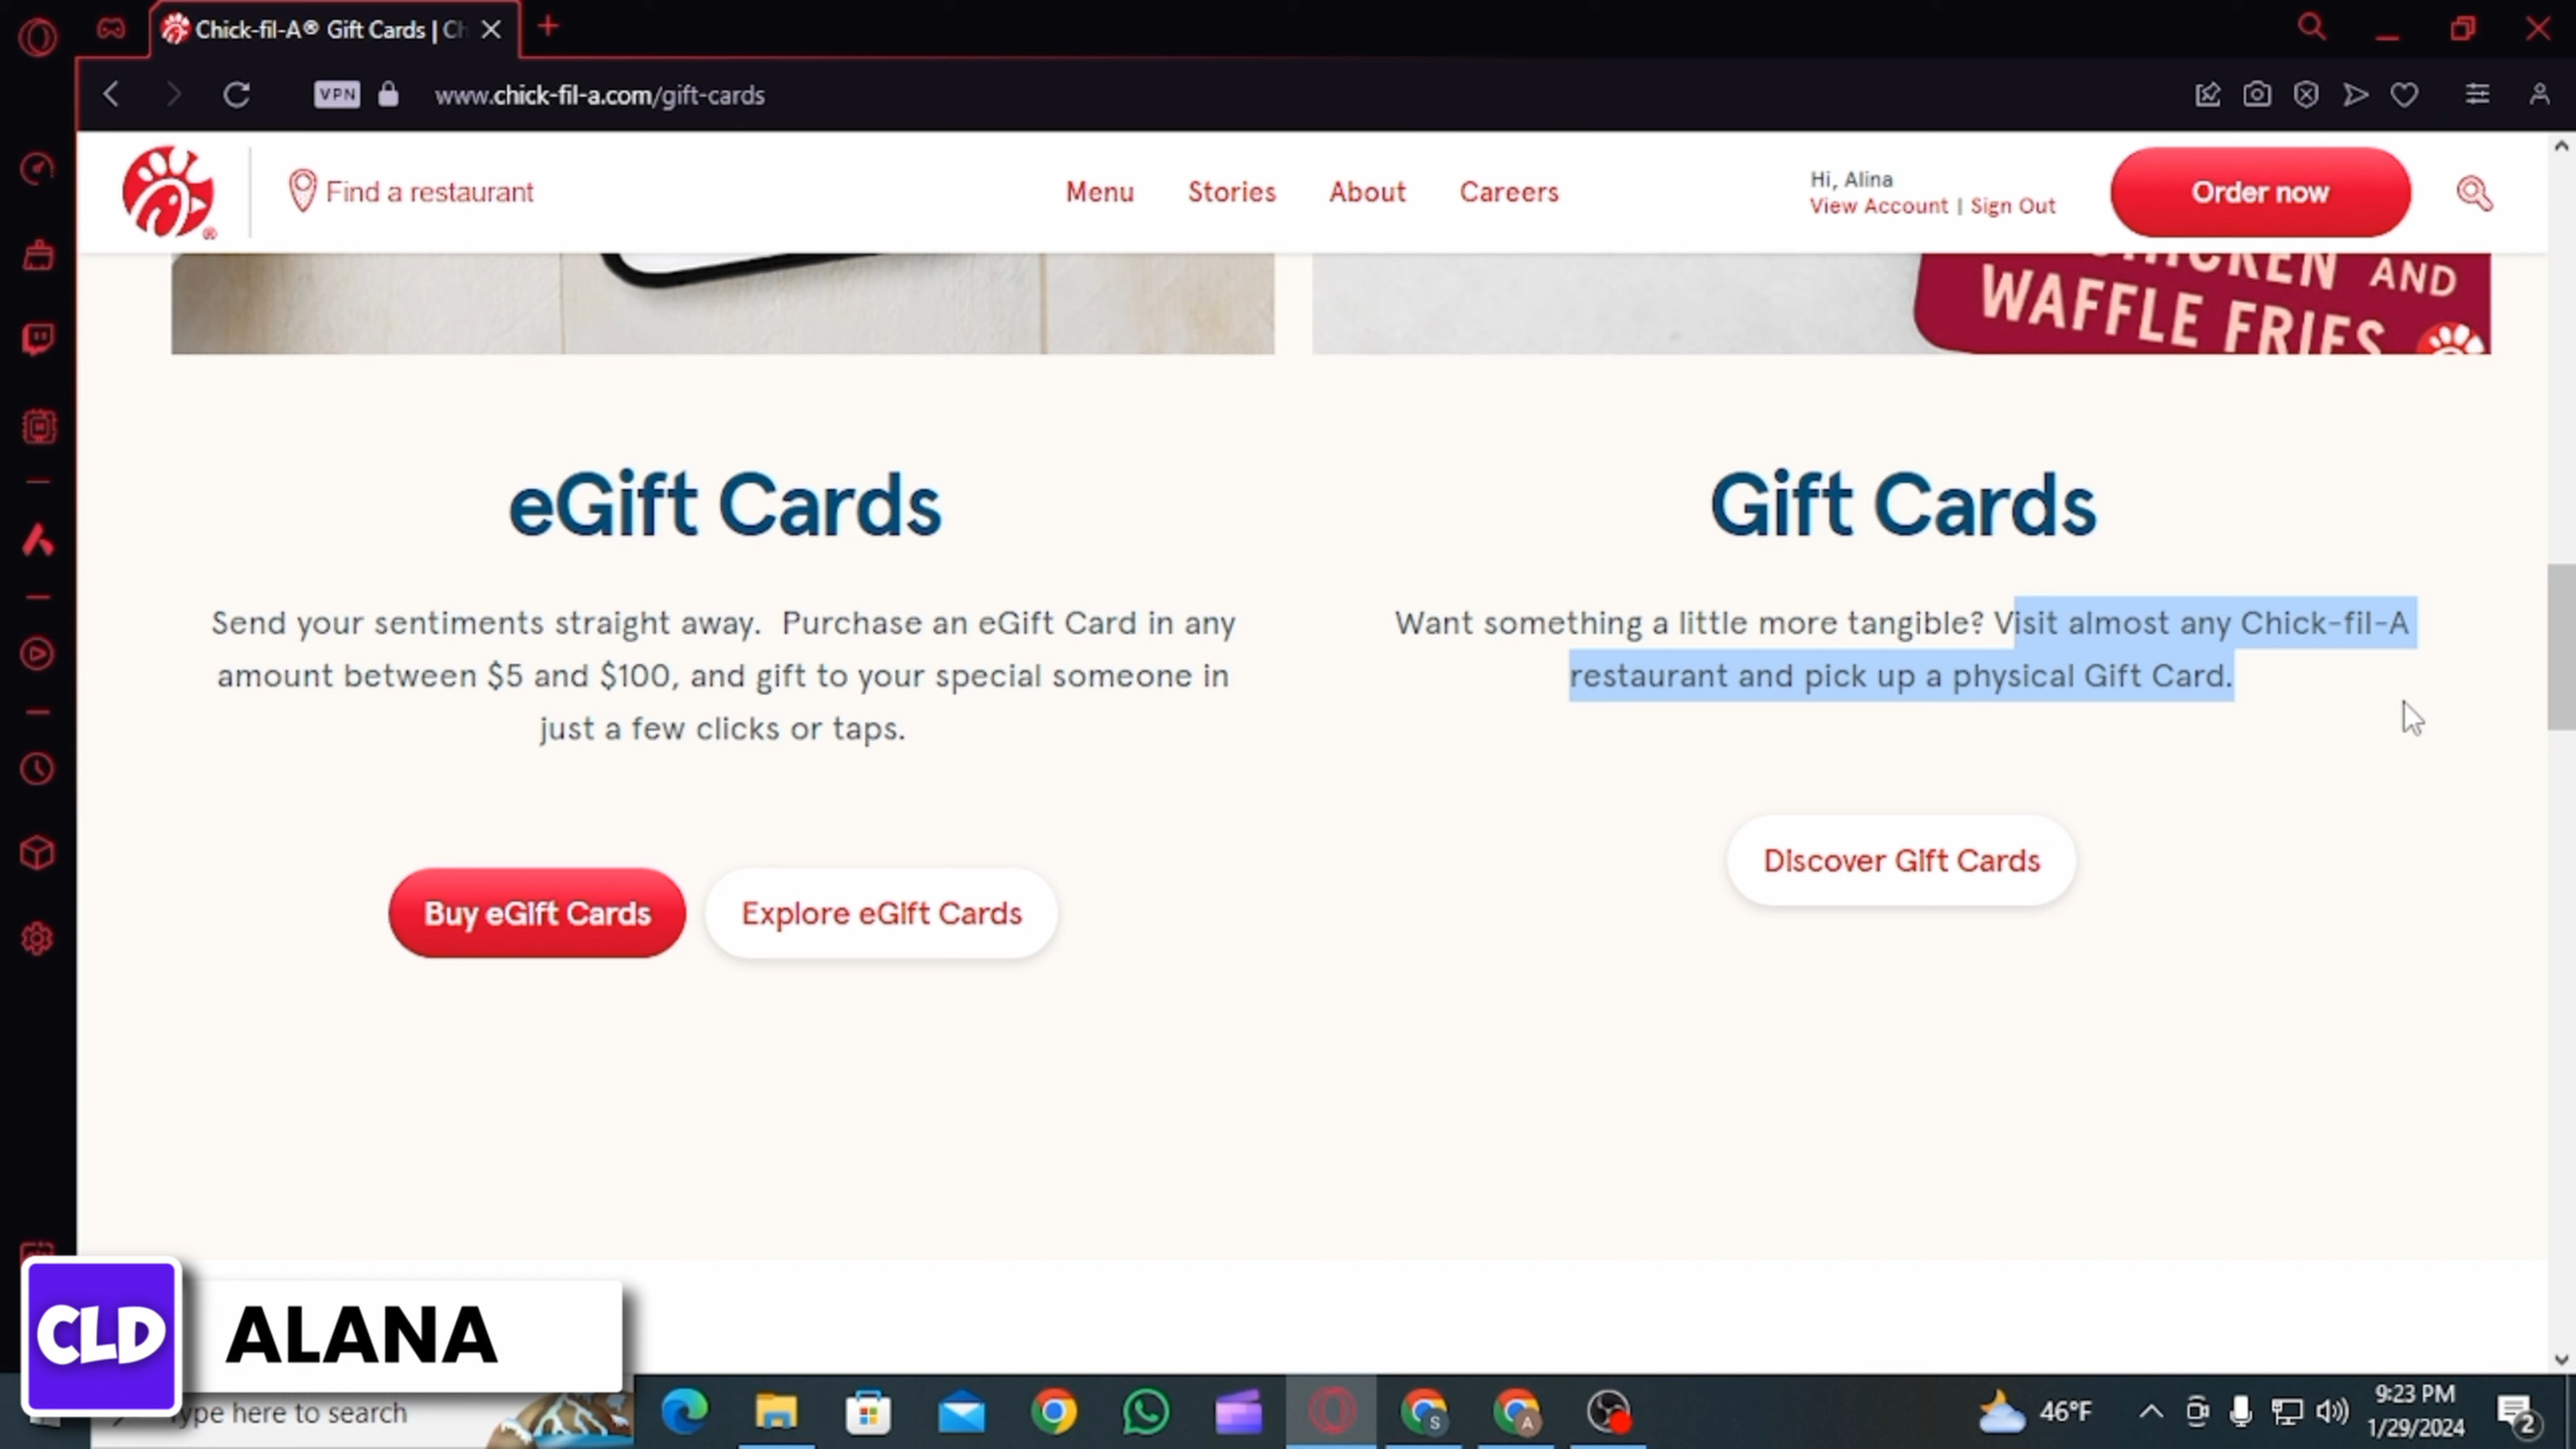 Chick-fil-A® Gift Cards | Ch
VPN
www.chick-fil-a.com/gift-cards
Find a restaurant
Menu
Stories
About
Careers
Hi, Alina
View Account | Sign Out
Order now
CHICKEN AND
WAFFLE FRIES
eGift Cards
Send your sentiments straight away. Purchase an eGift Card in any
amount between $5 and $100, and gift to your special someone in
just a few clicks or taps.
Buy eGift Cards
Explore eGift Cards
Gift Cards
Want something a little more tangible? Visit almost any Chick-fil-A
restaurant and pick up a physical Gift Card.
Discover Gift Cards
CLD
ALANA
Type here to search
S
A
46°F
9:23 PM
1/29/2024
2